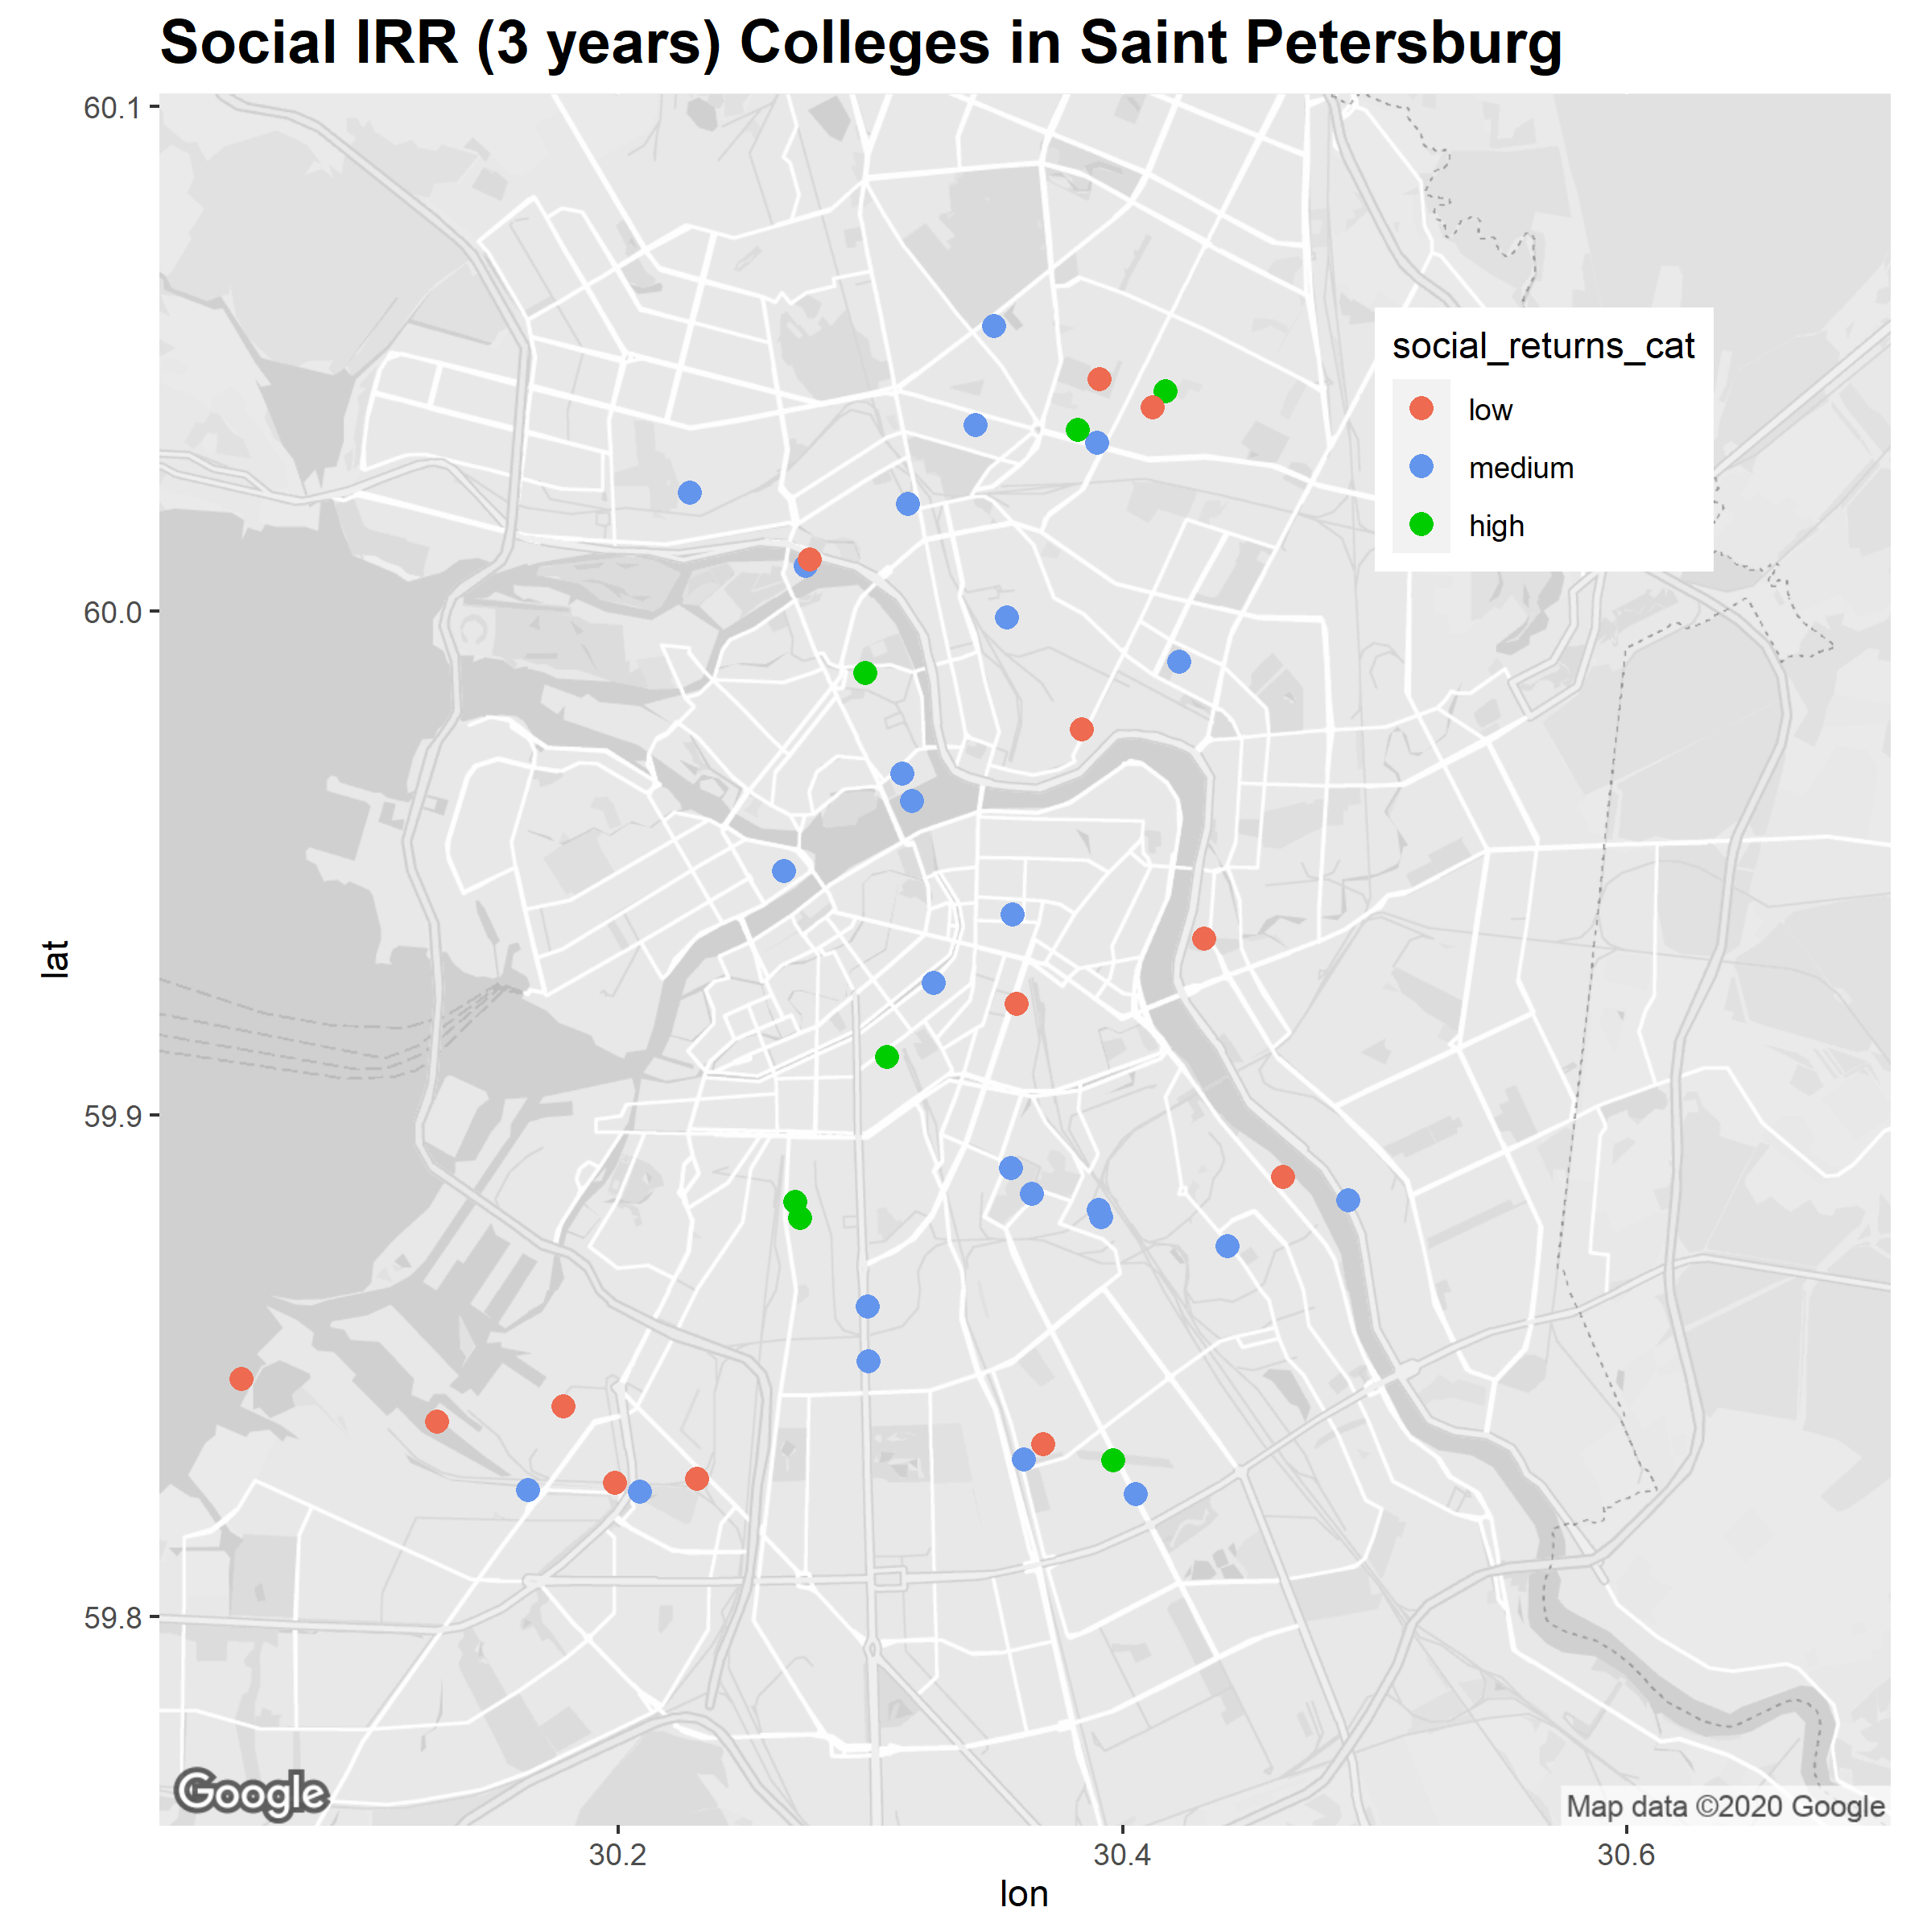 Social IRR (3 years) Colleges in Saint Petersburg
60.1
60.0
59.9
59.8
lat
social_returns_cat
low
medium
high
Google
Map data ©2020 Google
30.2
30.4
30.6
lon